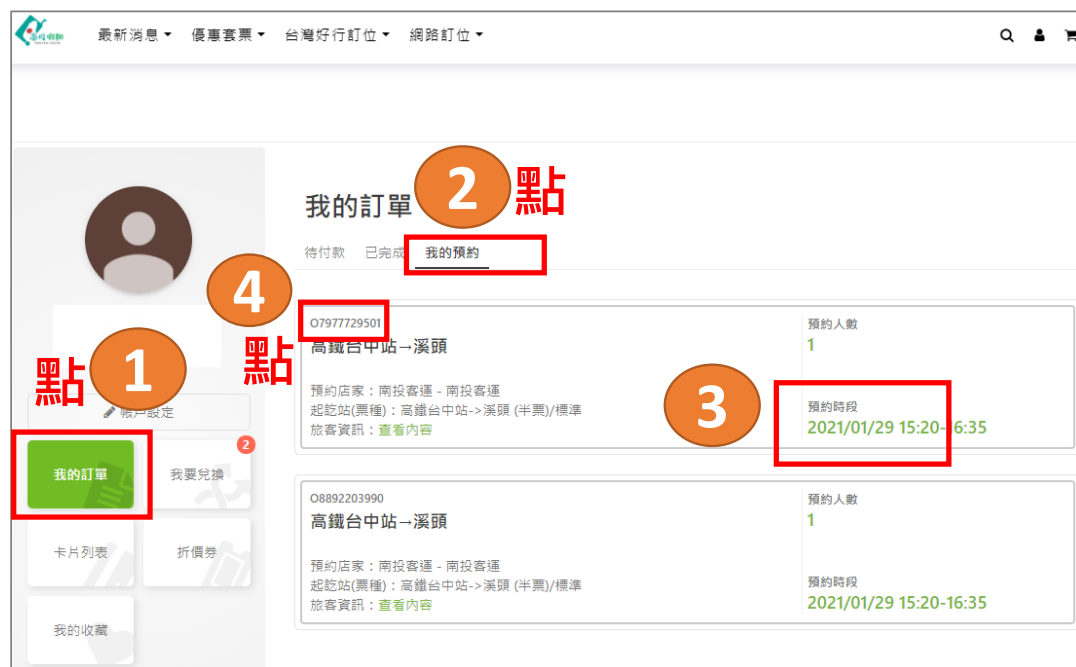 最新消息 優惠套票 台灣好行訂位 網路訂位
我的訂單
2
點
待付款 已完成 我的預約
4
點
O7977729501
高鐵台中站→溪頭
預約店家：南投客運 - 南投客運
起訖站(票種)：高鐵台中站->溪頭 (半票)/標準
旅客資訊：查看內容
預約人數
1
3
預約時段
2021/01/29 15:20-16:35
點
1
帳戶設定
我的訂單
2
我要兌換
卡片列表
折價券
我的收藏
O8892203990
高鐵台中站→溪頭
預約店家：南投客運 - 南投客運
起訖站(票種)：高鐵台中站->溪頭 (半票)/標準
旅客資訊：查看內容
預約人數
1
預約時段
2021/01/29 15:20-16:35